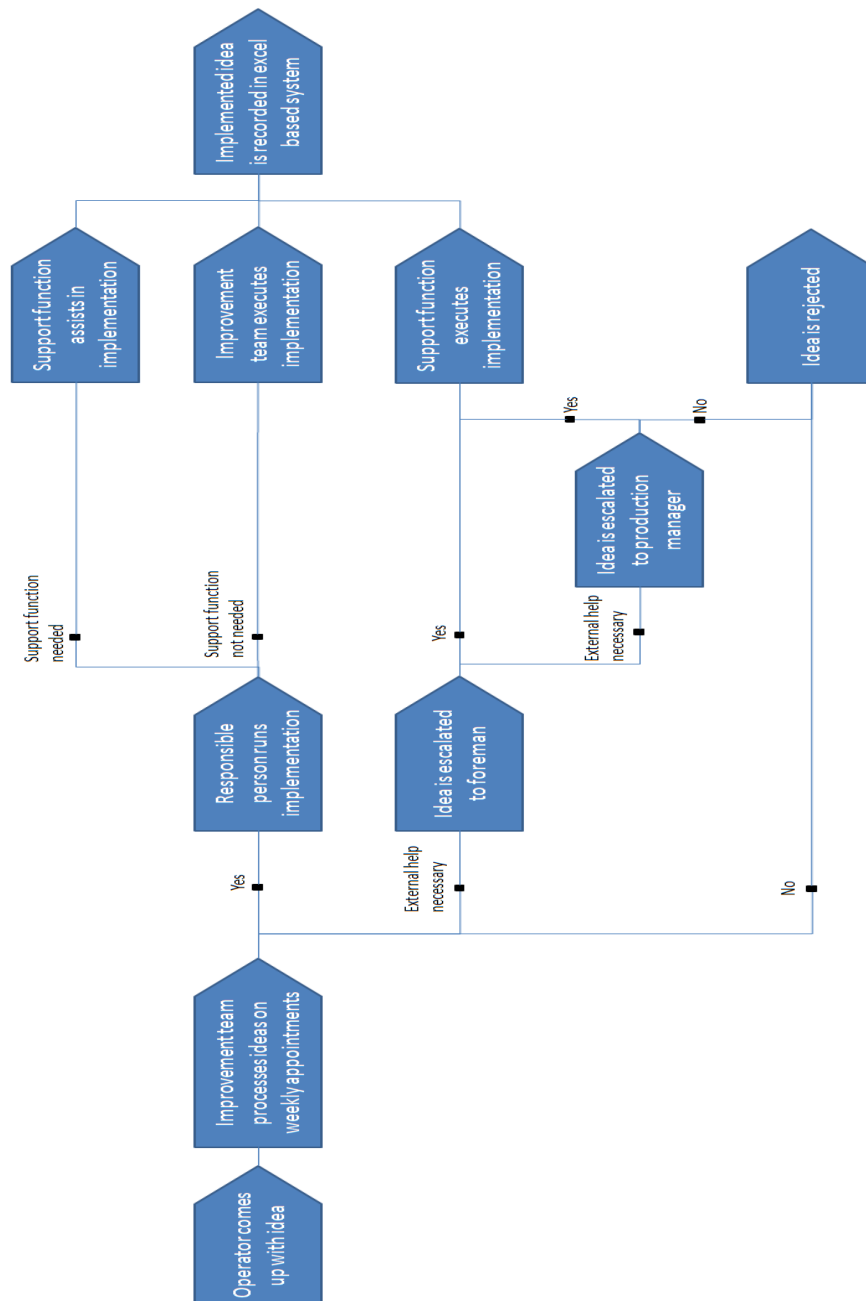 Operator comes
up with idea
Improvement team
processes ideas on
weekly appointments
Yes
External help
necessary
No
Responsible
person runs
implementation
Idea is escalated
to foreman
Support function
needed
Support function
not needed
Yes
External help
necessary
Idea is escalated
to production
manager
Yes
No
Support function
assists in
implementation
Improvement
team executes
implementation
Support function
executes
implementation
Idea is rejected
Implemented idea
is recorded in excel
based system